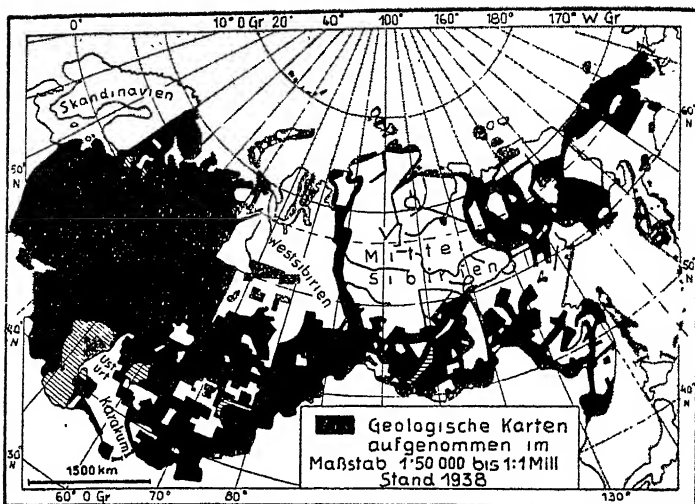 0° 10° O Gr 20° 40° 100° 160° 180° 170° W Gr
Skandinavien
60° N
50° N
50° N
40° N
40° N
30° N
Westsibirien
Mittel
Sibirien
Ust
urt
Karakum
1500 km
Geologische Karten
aufgenommen im
Maßstab 1:50 000 bis 1:1 Mill
Stand 1938
60° O Gr 70° 80° 130°